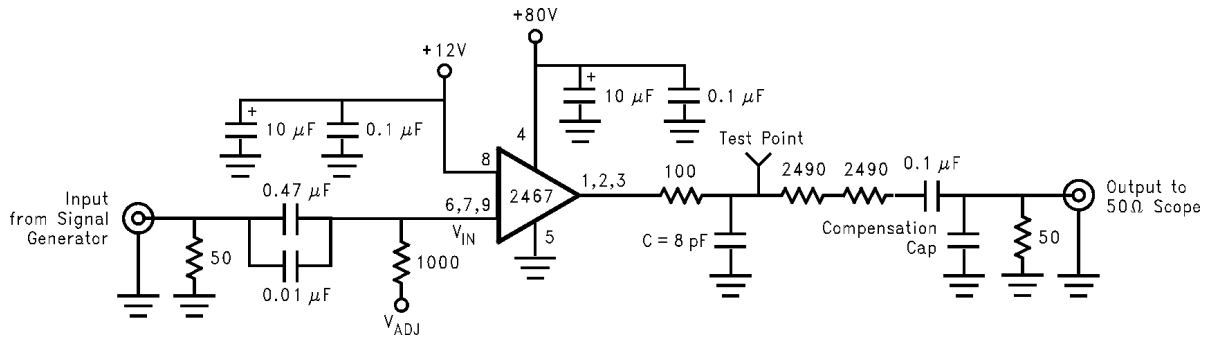 +80V
+12V
+
10 µF
0.1 µF
+
10 µF
0.1 µF
4
Test Point
8
2467
1,2,3
100
2490
2490
0.1 µF
Input
from Signal
Generator
0.47 µF
6,7,9
V_IN
5
C = 8 pF
Compensation
Cap
50
Output to
50Ω Scope
50
0.01 µF
1000
V_ADJ